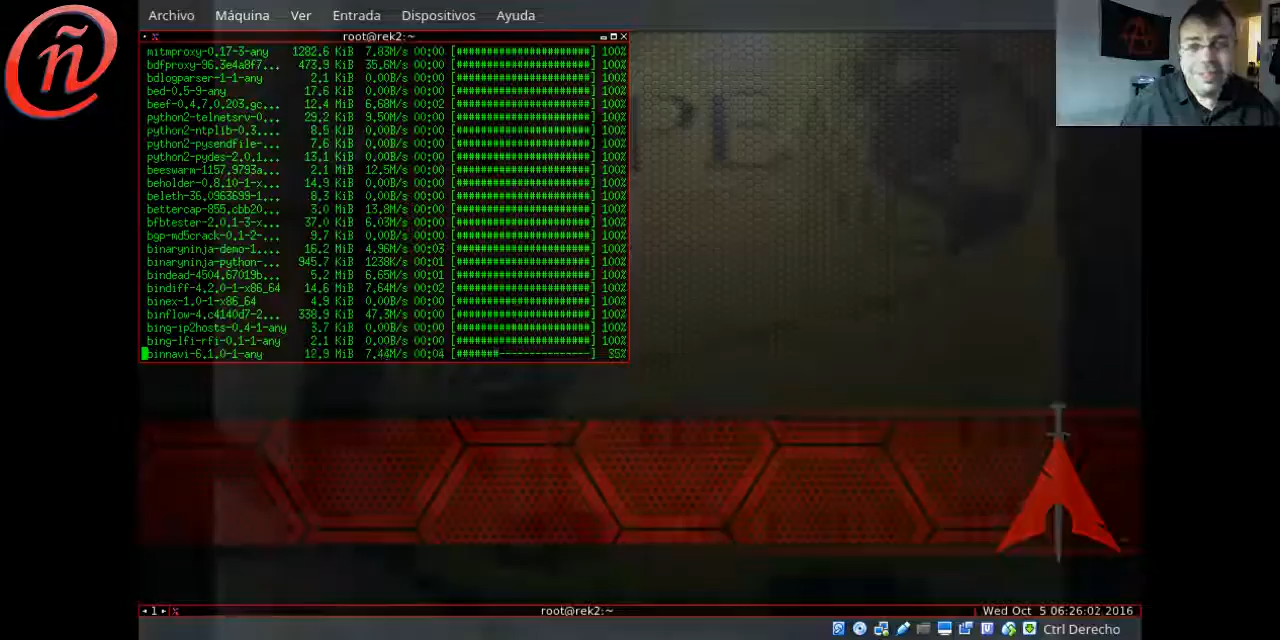 ñ
Archivo Máquina Ver Entrada Dispositivos Ayuda
root@rek2:~
mitmproxy-0.17-3-any 1282.6 KiB 7.83M/s 00:00 [######################] 100%
bdfproxy-96.3e4a8f7... 473.9 KiB 35.6M/s 00:00 [######################] 100%
bdlogparser-1-1-any 2.1 KiB 0.00B/s 00:00 [######################] 100%
bed-0.5-9-any 17.6 KiB 0.00B/s 00:00 [######################] 100%
beef-0.4.7.0.203.gc... 12.4 MiB 6.68M/s 00:02 [######################] 100%
python2-telnetsrv-0... 29.2 KiB 9.50M/s 00:00 [######################] 100%
python2-ntplib-0.3.... 8.5 KiB 0.00B/s 00:00 [######################] 100%
python2-pysendfile-... 7.6 KiB 0.00B/s 00:00 [######################] 100%
python2-pydes-2.0.1... 13.1 KiB 0.00B/s 00:00 [######################] 100%
beeswarm-1157.9793a... 2.1 MiB 12.5M/s 00:00 [######################] 100%
beholder-0.8.10-1-x... 14.9 KiB 0.00B/s 00:00 [######################] 100%
beleth-36.0963699-1... 8.3 KiB 0.00B/s 00:00 [######################] 100%
bettercap-855.cbb20... 3.0 MiB 13.8M/s 00:00 [######################] 100%
bfbtester-2.0.1-3-x... 37.0 KiB 6.03M/s 00:00 [######################] 100%
bgp-md5crack-0.1-2-... 9.7 KiB 0.00B/s 00:00 [######################] 100%
binaryninja-demo-1.... 16.2 MiB 4.96M/s 00:03 [######################] 100%
binaryninja-python-... 945.7 KiB 1238K/s 00:01 [######################] 100%
bindead-4504.67019b... 5.2 MiB 6.65M/s 00:01 [######################] 100%
bindiff-4.2.0-1-x86_64 14.6 MiB 7.64M/s 00:02 [######################] 100%
binex-1.0-1-x86_64 4.9 KiB 0.00B/s 00:00 [######################] 100%
binflow-4.c4140d7-2... 338.9 KiB 47.3M/s 00:00 [######################] 100%
bing-ip2hosts-0.4-1-any 3.7 KiB 0.00B/s 00:00 [######################] 100%
bing-lfi-rfi-0.1-1-any 2.1 KiB 0.00B/s 00:00 [######################] 100%
binnavi-6.1.0-1-any 12.9 MiB 7.44M/s 00:04 [#######---------------] 35%
1 root@rek2:~ Wed Oct 5 06:26:02 2016
Ctrl Derecho